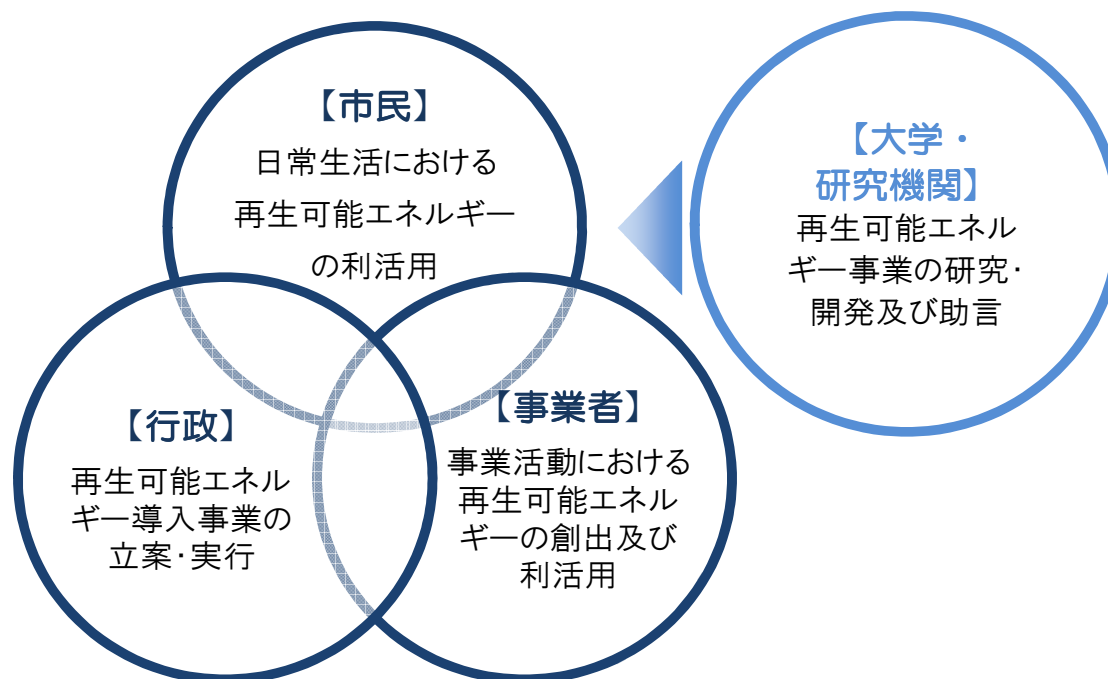 【市民】
日常生活における
再生可能エネルギー
の利活用
【大学・
研究機関】
再生可能エネル
ギー事業の研究・
開発及び助言
【行政】
再生可能エネル
ギー導入事業の
立案・実行
【事業者】
事業活動における
再生可能エネル
ギーの創出及び
利活用